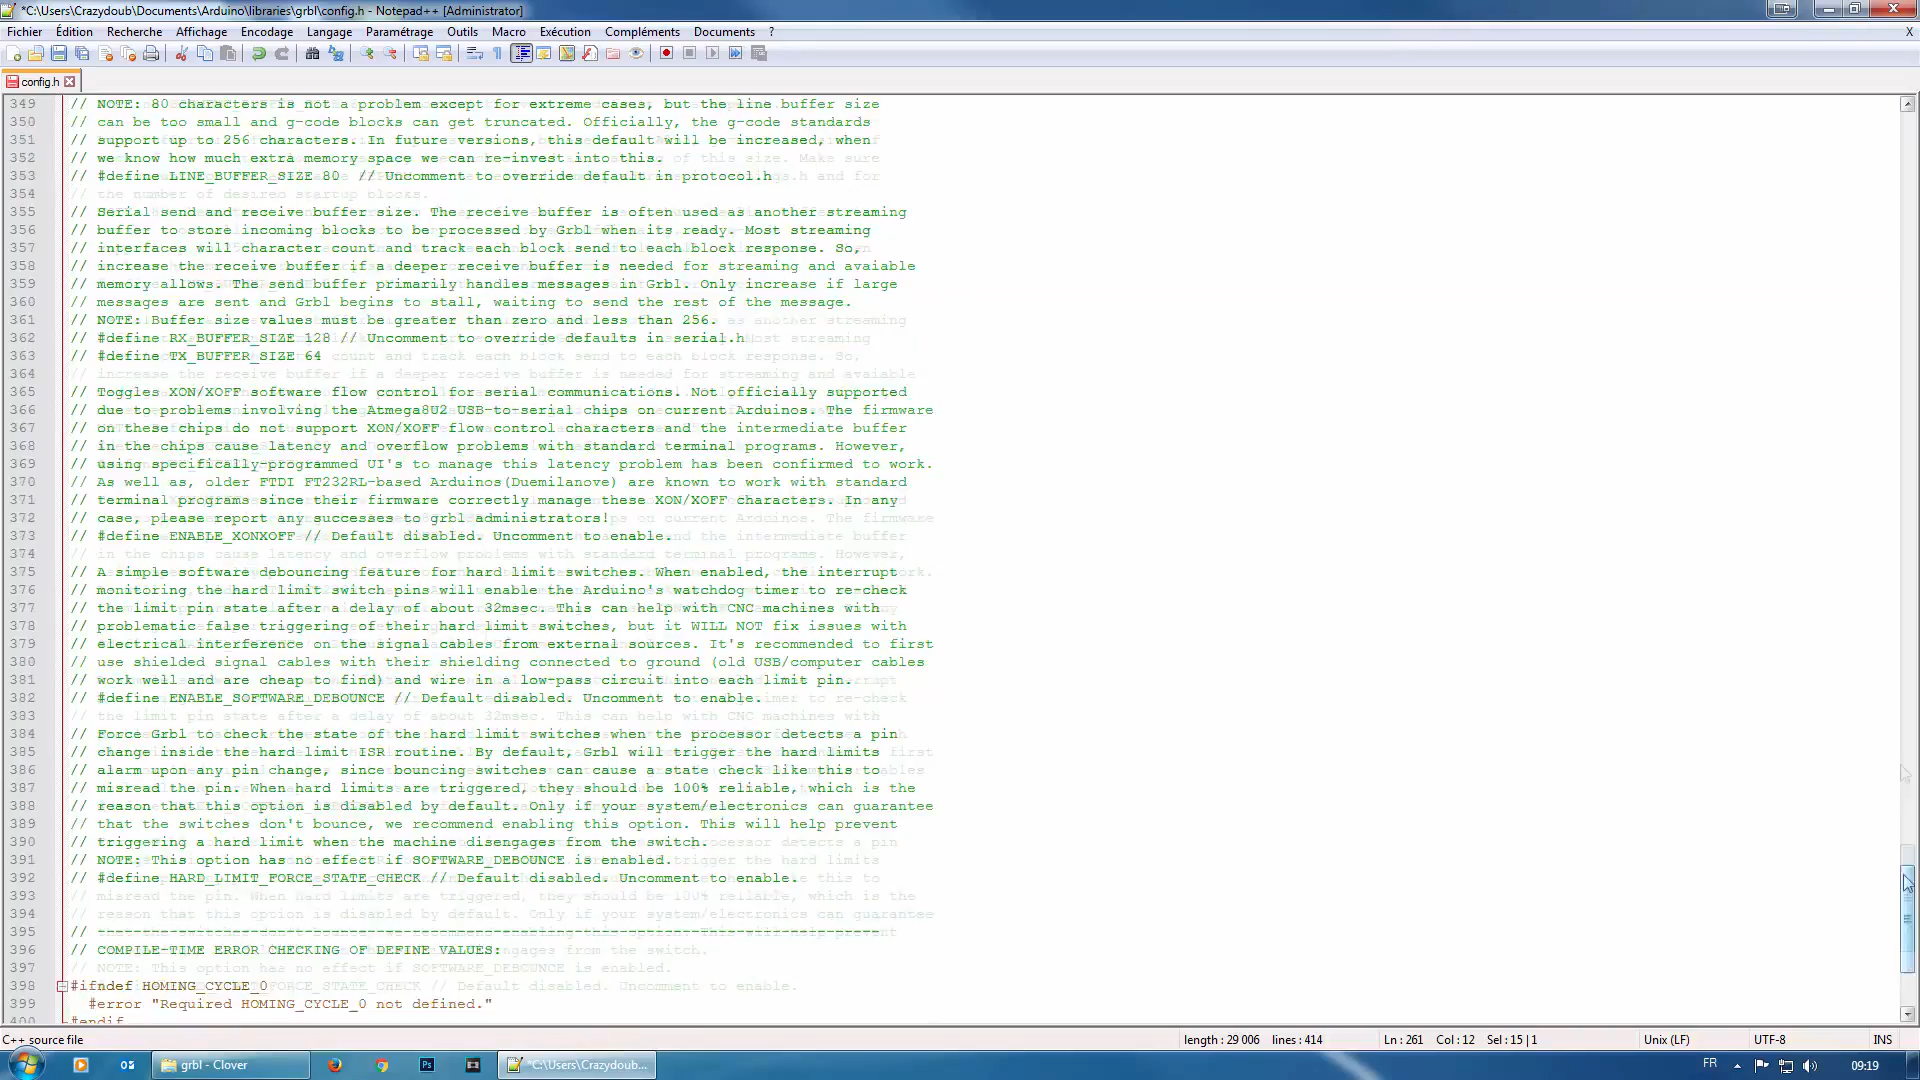 *C:\Users\Crazydoub\Documents\Arduino\libraries\grbl\config.h - Notepad++ [Administrator]
Fichier Édition Recherche Affichage Encodage Langage Paramétrage Outils Macro Exécution Compléments Documents ? X
config.h
349 // NOTE: 80 characters is not a problem except for extreme cases, but the line buffer size
350 // can be too small and g-code blocks can get truncated. Officially, the g-code standards
351 // support up to 256 characters. In future versions, this default will be increased, when
352 // we know how much extra memory space we can re-invest into this.
353 // #define LINE_BUFFER_SIZE 80  // Uncomment to override default in protocol.h
354
355 // Serial send and receive buffer size. The receive buffer is often used as another streaming
356 // buffer to store incoming blocks to be processed by Grbl when its ready. Most streaming
357 // interfaces will character count and track each block send to each block response. So,
358 // increase the receive buffer if a deeper receive buffer is needed for streaming and avaiable
359 // memory allows. The send buffer primarily handles messages in Grbl. Only increase if large
360 // messages are sent and Grbl begins to stall, waiting to send the rest of the message.
361 // NOTE: Buffer size values must be greater than zero and less than 256.
362 // #define RX_BUFFER_SIZE 128 // Uncomment to override defaults in serial.h
363 // #define TX_BUFFER_SIZE 64
364
365 // Toggles XON/XOFF software flow control for serial communications. Not officially supported
366 // due to problems involving the Atmega8U2 USB-to-serial chips on current Arduinos. The firmware
367 // on these chips do not support XON/XOFF flow control characters and the intermediate buffer
368 // in the chips cause latency and overflow problems with standard terminal programs. However,
369 // using specifically-programmed UI's to manage this latency problem has been confirmed to work.
370 // As well as, older FTDI FT232RL-based Arduinos(Duemilanove) are known to work with standard
371 // terminal programs since their firmware correctly manage these XON/XOFF characters. In any
372 // case, please report any successes to grbl administrators!
373 // #define ENABLE_XONXOFF // Default disabled. Uncomment to enable.
374
375 // A simple software debouncing feature for hard limit switches. When enabled, the interrupt
376 // monitoring the hard limit switch pins will enable the Arduino's watchdog timer to re-check
377 // the limit pin state after a delay of about 32msec. This can help with CNC machines with
378 // problematic false triggering of their hard limit switches, but it WILL NOT fix issues with
379 // electrical interference on the signal cables from external sources. It's recommended to first
380 // use shielded signal cables with their shielding connected to ground (old USB/computer cables
381 // work well and are cheap to find) and wire in a low-pass circuit into each limit pin.
382 // #define ENABLE_SOFTWARE_DEBOUNCE // Default disabled. Uncomment to enable.
383
384 // Force Grbl to check the state of the hard limit switches when the processor detects a pin
385 // change inside the hard limit ISR routine. By default, Grbl will trigger the hard limits
386 // alarm upon any pin change, since bouncing switches can cause a state check like this to
387 // misread the pin. When hard limits are triggered, they should be 100% reliable, which is the
388 // reason that this option is disabled by default. Only if your system/electronics can guarantee
389 // that the switches don't bounce, we recommend enabling this option. This will help prevent
390 // triggering a hard limit when the machine disengages from the switch.
391 // NOTE: This option has no effect if SOFTWARE_DEBOUNCE is enabled.
392 // #define HARD_LIMIT_FORCE_STATE_CHECK // Default disabled. Uncomment to enable.
393
394
395 // ---------------------------------------------------------------------------------------
396 // COMPILE-TIME ERROR CHECKING OF DEFINE VALUES:
397
398 #ifndef HOMING_CYCLE_0
399 #error "Required HOMING_CYCLE_0 not defined."
400 #endif
C++ source file length : 29 006 lines : 414 Ln : 261 Col : 12 Sel : 15 | 1 Unix (LF) UTF-8 INS
grbl - Clover Ps *C:\Users\Crazydoub... FR 09:19